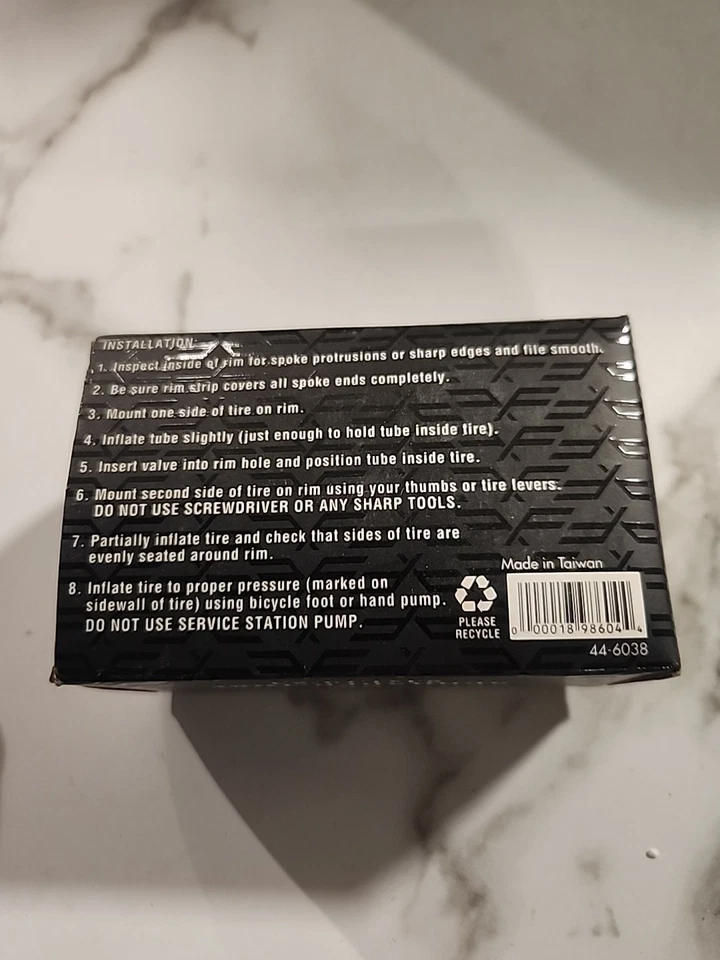 INSTALLATION
1. Inspect inside of rim for spoke protrusions or sharp edges and file smooth.
2. Be sure rim strip covers all spoke ends completely.
3. Mount one side of tire on rim.
4. Inflate tube slightly (just enough to hold tube inside tire).
5. Insert valve into rim hole and position tube inside tire.
6. Mount second side of tire on rim using your thumbs or tire levers.
DO NOT USE SCREWDRIVER OR ANY SHARP TOOLS.
7. Partially inflate tire and check that sides of tire are
evenly seated around rim.
8. Inflate tire to proper pressure (marked on
sidewall of tire) using bicycle foot or hand pump.
DO NOT USE SERVICE STATION PUMP.
PLEASE
RECYCLE
Made in Taiwan
0 00018 98604 4
44-6038